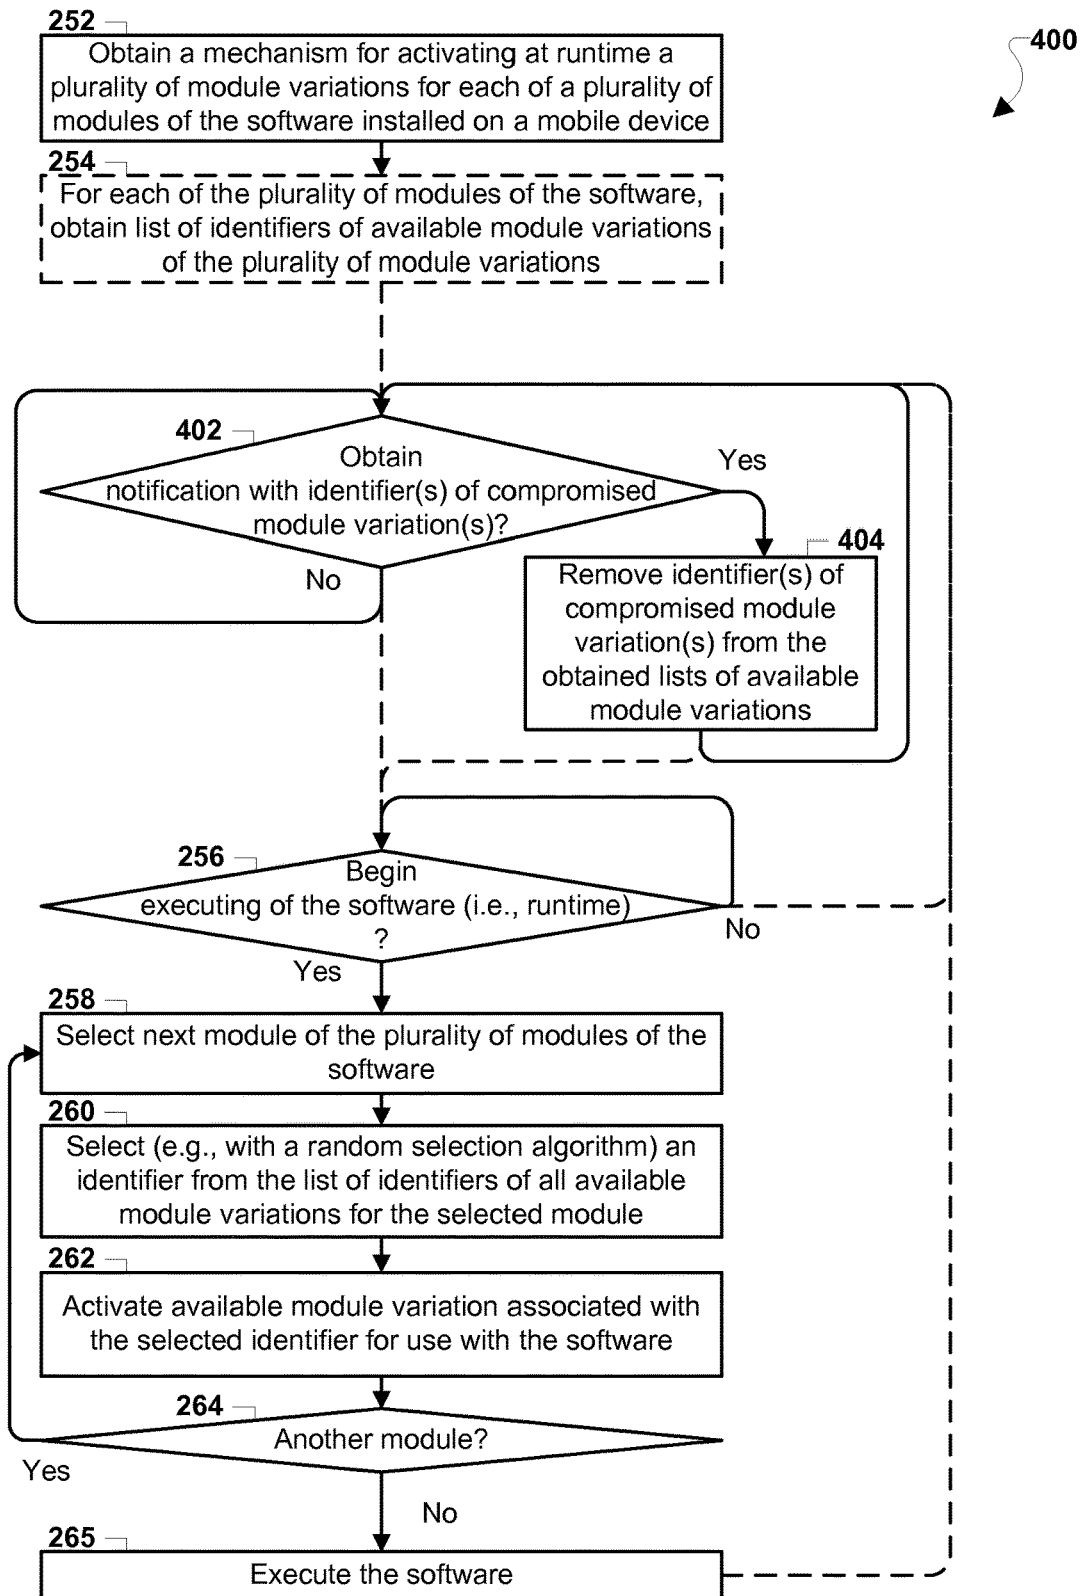 252
400
Obtain a mechanism for activating at runtime a
plurality of module variations for each of a plurality of
modules of the software installed on a mobile device
254
For each of the plurality of modules of the software,
obtain list of identifiers of available module variations
of the plurality of module variations
402
Obtain
notification with identifier(s) of compromised
module variation(s)?
Yes
No
404
Remove identifier(s) of
compromised module
variation(s) from the
obtained lists of available
module variations
256
Begin
executing of the software (i.e., runtime)
?
No
Yes
258
Select next module of the plurality of modules of the
software
260
Select (e.g., with a random selection algorithm) an
identifier from the list of identifiers of all available
module variations for the selected module
262
Activate available module variation associated with
the selected identifier for use with the software
264
Another module?
Yes
No
265
Execute the software